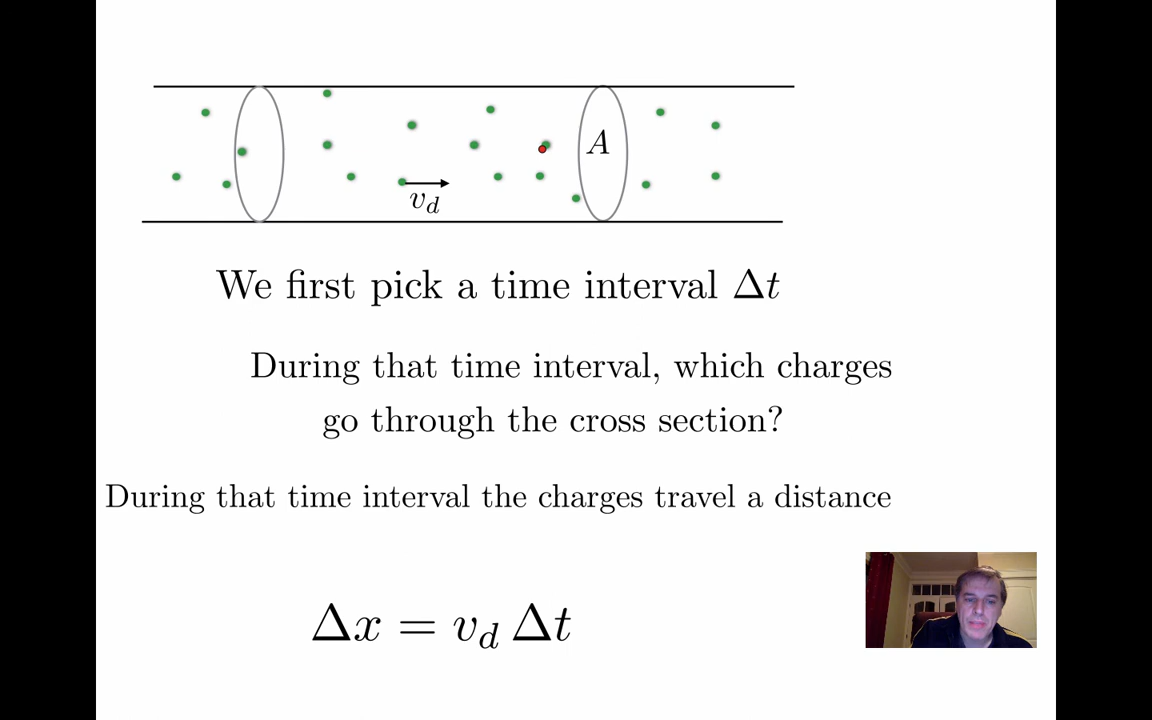 A
v_d
We first pick a time interval Δt
During that time interval, which charges
go through the cross section?
During that time interval the charges travel a distance
Δx = v_d Δt